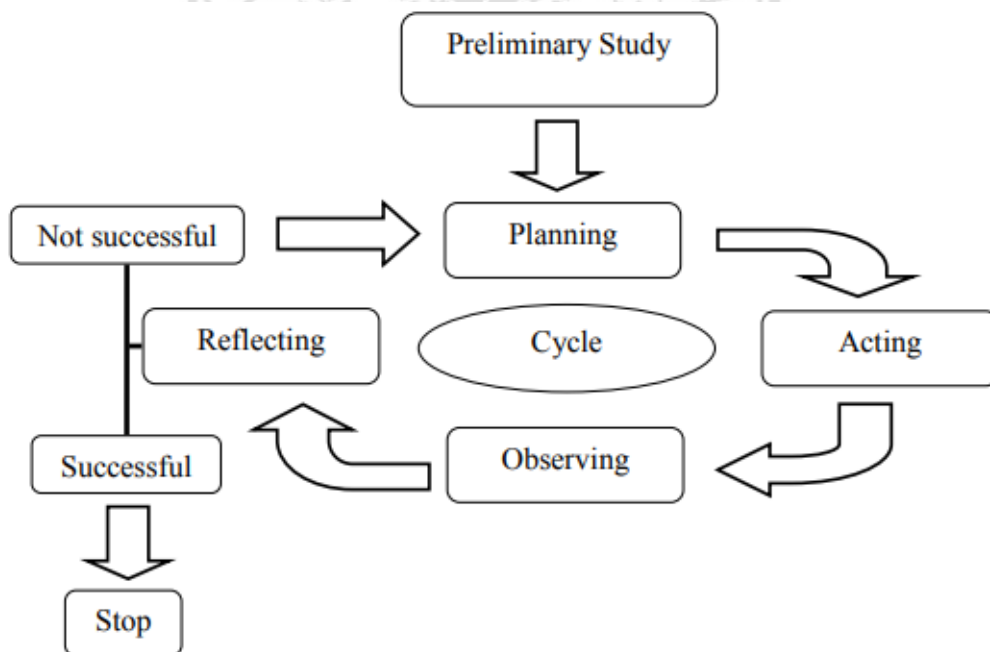 Preliminary Study
Not successful
Planning
Reflecting
Cycle
Acting
Successful
Observing
Stop